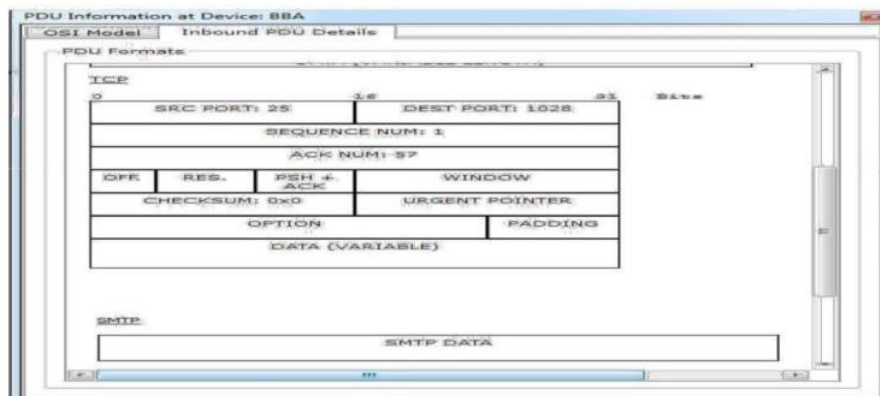 PDU Information at Device: BBA
OSI Model Inbound PDU Details
PDU Formats
TCP
0 16 31 Bits
SRC PORT: 25 DEST PORT: 1028
SEQUENCE NUM: 1
ACK NUM: 57
OFF. RES. PSH + ACK WINDOW
CHECKSUM: 0x0 URGENT POINTER
OPTION PADDING
DATA (VARIABLE)
SMTP
SMTP DATA